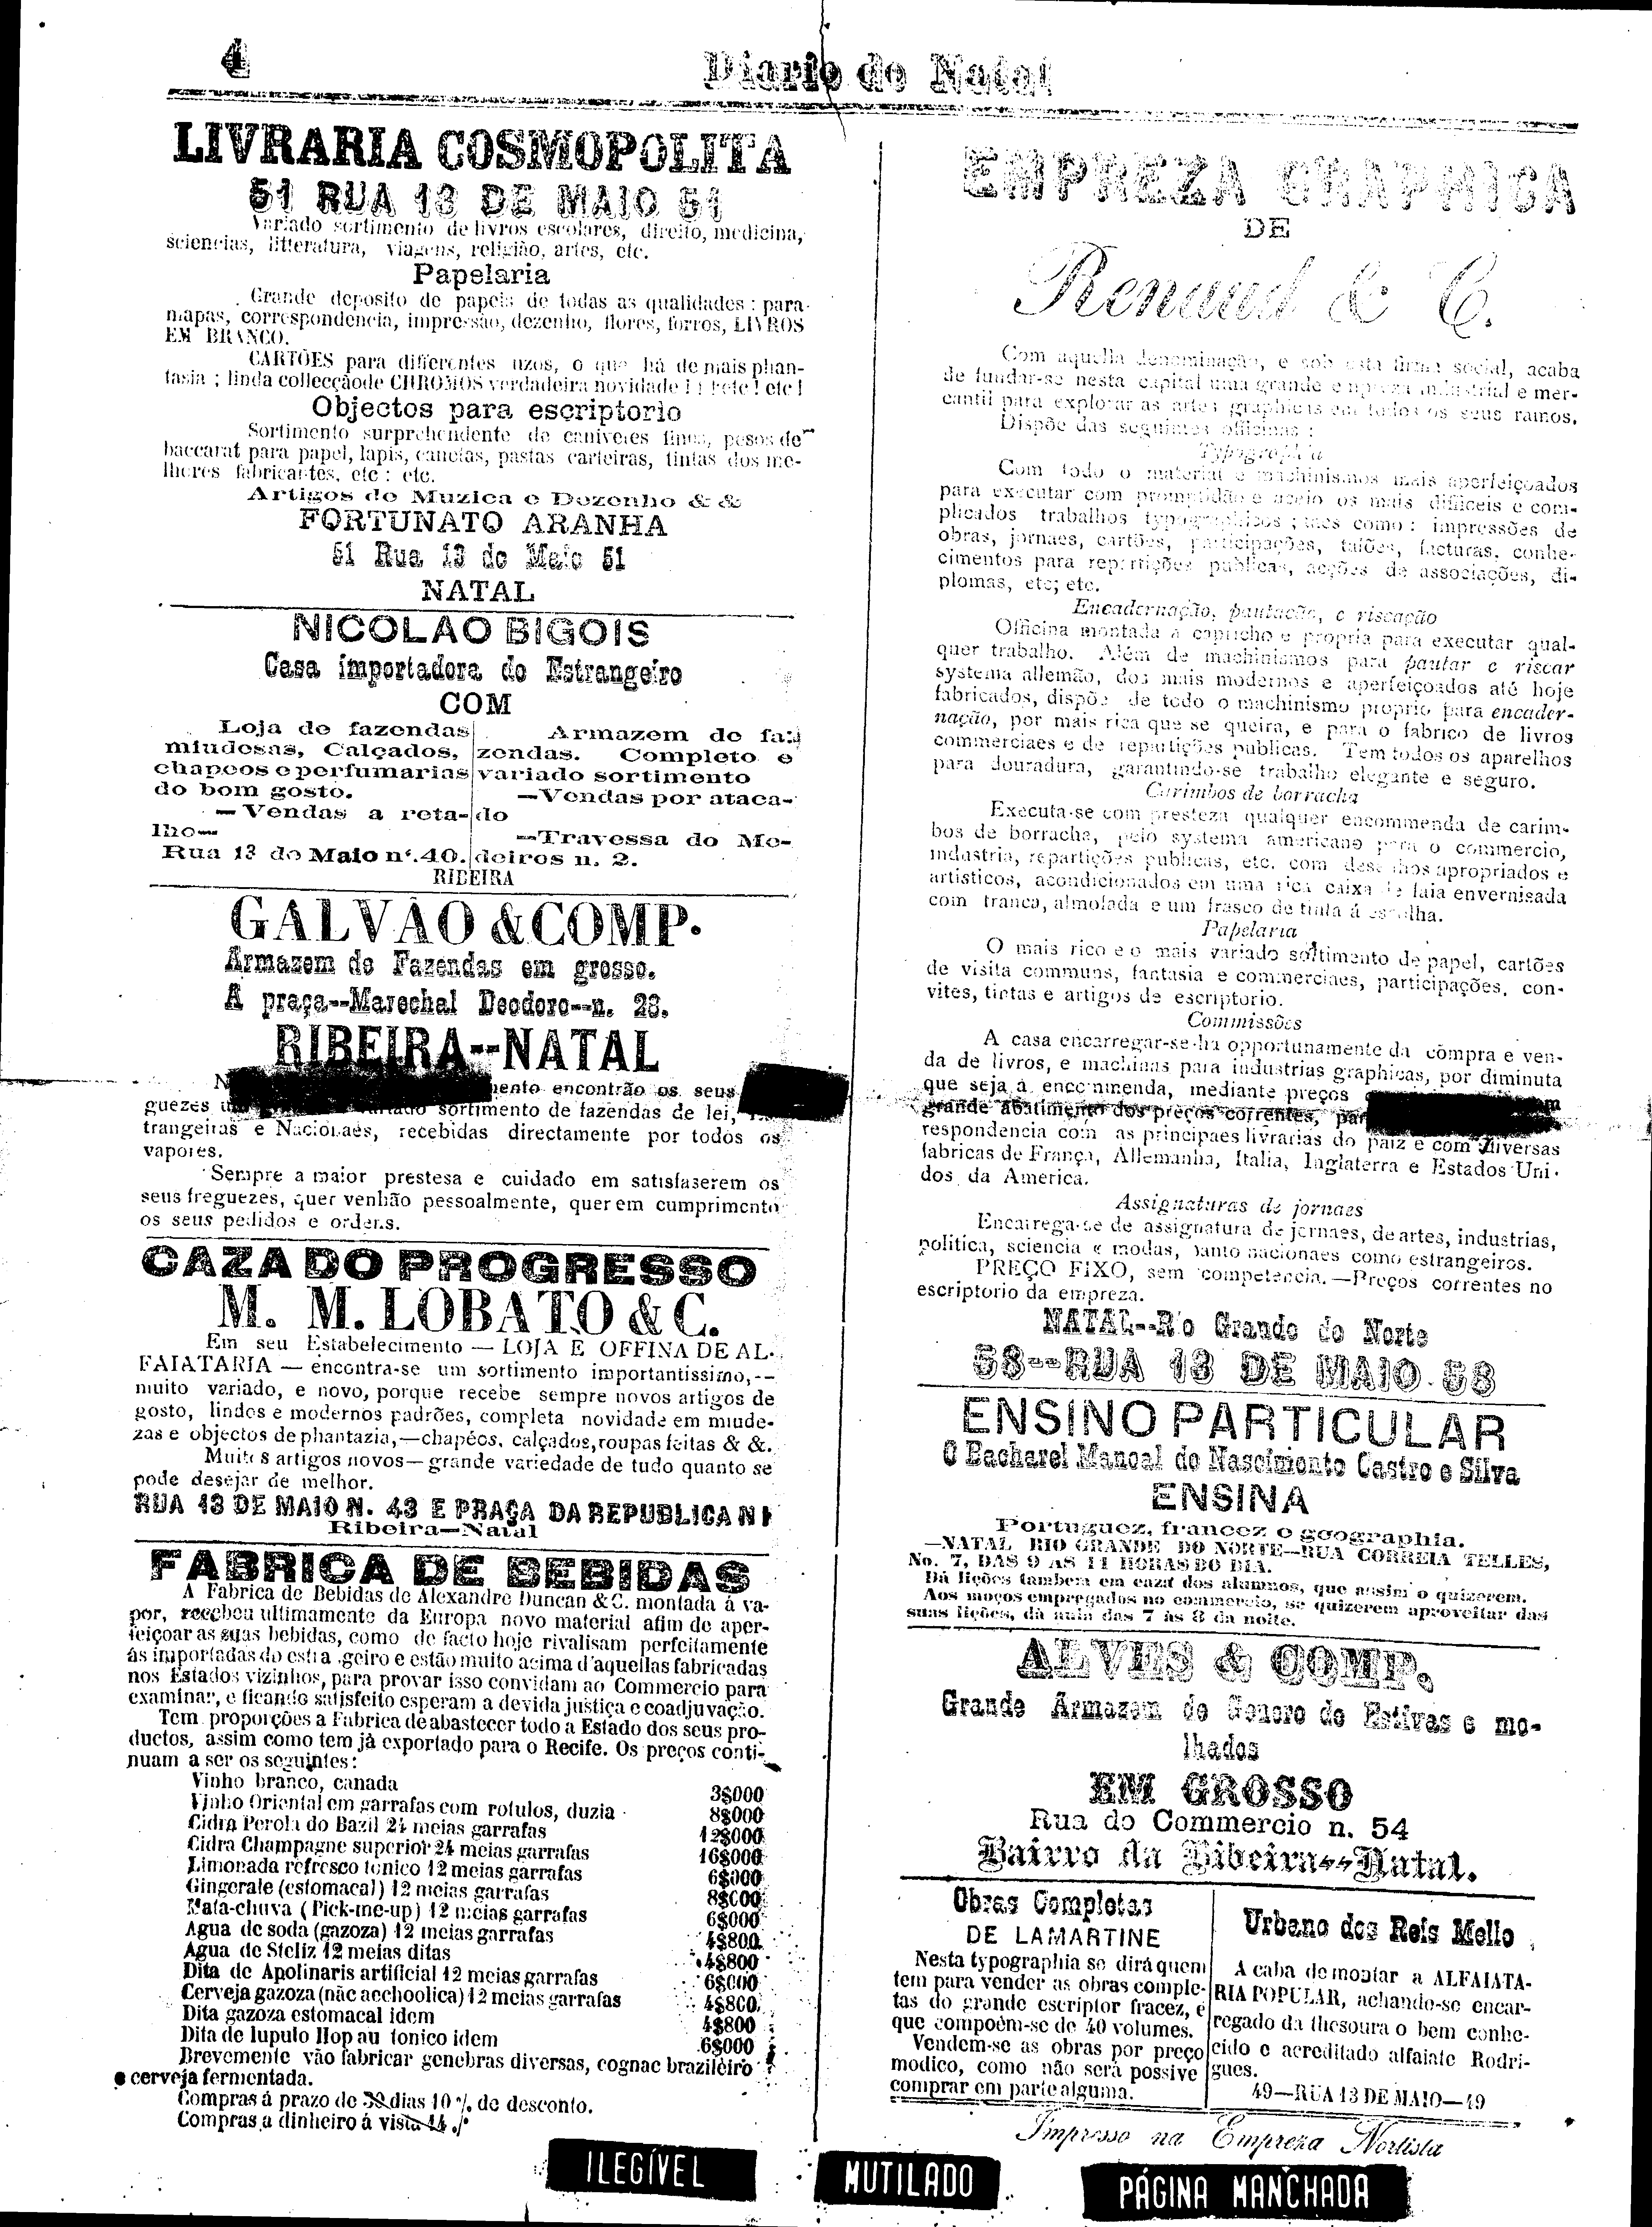 4
Diario do Natal
LIVRARIA COSMOPOLITA
51 RUA 13 DE MAIO 51
Variado sortimento de livros escolares, direito, medicina,
sciencias, litteratura, viagens, religião, artes, etc.
Papelaria
Grande deposito de papeis de todas as qualidades: para
mapas, correspondencia, impressão, dezenho, flores, forros, LIVROS
EM BRANCO.
CARTÕES para differentes uzos, o que há de mais phan-
tasia; linda collecçãode CHROMOS verdadeira novidade ! ! ! etc ! etc !
Objectos para escriptorio
Sortimento surprehendente de canivetes finos, pesos de
baccarat para papel, lapis, canetas, pastas carteiras, tintas dos me-
lhores fabricantes, etc: etc.
Artigos de Muzica e Dezenho & &
FORTUNATO ARANHA
51 Rua 13 de Maio 51
NATAL
NICOLAO BIGOIS
Casa importadora do Estrangeiro
COM
Loja de fazendas
miudesas, Calçados,
chapeos e perfumarias
do bom gosto.
—Vendas a reta-
lho—
Rua 13 de Maio n'.40.
Armazem de fa
zendas. Completo e
variado sortimento
—Vendas por ataca-
do
—Travessa do Me-
deiros n. 2.
RIBEIRA
GALVÃO & COMP.
Armazem de Fazendas em grosso.
A praça--Marechal Deodoro--n. 28.
RIBEIRA--NATAL
encontrão os seus
guezes sortimento de fazendas de lei,
trangeiras e Nacionaes, recebidas directamente por todos os
vapores.
Sempre a maior prestesa e cuidado em satisfaserem os
seus freguezes, quer venhão pessoalmente, quer em cumprimento
os seus pedidos e ordens.
CAZA DO PROGRESSO
M. M. LOBATO & C.
Em seu Estabelecimento — LOJA E OFFINA DE AL-
FAIATARIA — encontra-se um sortimento importantissimo,--
muito variado, e novo, porque recebe sempre novos artigos de
gosto, lindos e modernos padrões, completa novidade em miude-
zas e objectos de phantazia,—chapéos, calçados, roupas feitas & &.
Muitos artigos novos—grande variedade de tudo quanto se
pode desejar de melhor.
RUA 13 DE MAIO N. 43 E PRAÇA DA REPUBLICA N 1
Ribeira—Natal
FABRICA DE BEBIDAS
A Fabrica de Bebidas de Alexandre Duncan & C. montada á va-
por, recebeu ultimamente da Europa novo material afim de aper-
feiçoar as suas bebidas, como de facto hoje rivalisam perfeitamente
ás importadas do estrangeiro e estão muito acima d'aquellas fabricadas
nos Estados vizinhos, para provar isso convidam ao Commercio para
examinar, e ficando satisfeito esperam a devida justiça e coadjuvação.
Tem proporções a Fabrica de abastecer todo a Estado dos seus pro-
ductos, assim como tem já exportado para o Recife. Os preços conti-
nuam a ser os seguintes:
Vinho branco, canada 3$000
Vinho Oriental em garrafas com rotulos, duzia 8$000
Cidra Perola do Bazil 24 meias garrafas 12$000
Cidra Champagne superior 24 meias garrafas 16$000
Limonada refresco tonico 12 meias garrafas 6$000
Gingerale (estomacal) 12 meias garrafas 8$000
Mata-chuva (Pick-me-up) 12 meias garrafas 6$000
Agua de soda (gazoza) 12 meias garrafas 4$800
Agua de Steliz 12 meias ditas 4$800
Dita de Apolinaris artificial 12 meias garrafas 6$000
Cerveja gazoza (não acchoolica) 12 meias garrafas 4$800
Dita gazoza estomacal idem 4$800
Dita de lupulo Hop au tonico idem 6$000
Brevemente vão fabricar genebras diversas, cognac brazileiro
e cerveja fermentada.
Compras á prazo de dias 10 % de desconto.
Compras a dinheiro á vista
EMPREZA GRAPHICA
DE
Renaud & C.
Com aquella denominação, e sob esta firma social, acaba
de fundar-se nesta capital uma grande empreza industrial e mer-
cantil para explorar as artes graphicas em todos os seus ramos.
Dispõe das seguintes officinas:
Typographia
Com todo o material e machinismos mais aperfeiçoados
para executar com promptidão e aceio os mais difficeis e com-
plicados trabalhos typographicos; taes como: impressões de
obras, jornaes, cartões, participações, talões, facturas, conhe-
cimentos para repartições publicas, acções de associações, di-
plomas, etc; etc.
Encadernação, pautação, e riscação
Officina montada a capricho e propria para executar qual-
quer trabalho. Além de machinismos para pautar e riscar
systema allemão, dos mais modernos e aperfeiçoados até hoje
fabricados, dispõe de todo o machinismo proprio para encader-
nação, por mais rica que se queira, e para o fabrico de livros
commerciaes e de repartições publicas. Tem todos os aparelhos
para douradura, garantindo-se trabalho elegante e seguro.
Carimbos de borracha
Executa-se com presteza qualquer encommenda de carim-
bos de borracha, pelo systema americano para o commercio,
industria, repartições publicas, etc. com desenhos apropriados e
artisticos, acondicionados em uma rica caixa de faia envernisada
com tranca, almofada e um frasco de tinta á escolha.
Papelaria
O mais rico e o mais variado sortimento de papel, cartões
de visita communs, fantasia e commerciaes, participações, con-
vites, tintas e artigos de escriptorio.
Commissões
A casa encarregar-se-ha opportunamente da compra e ven-
da de livros, e machinas para industrias graphicas, por diminuta
que seja a encommenda, mediante preços
grande abatimento dos preços correntes,
respondencia com as principaes livrarias do paiz e com diversas
fabricas de França, Allemanha, Italia, Inglaterra e Estados Uni-
dos da America.
Assignaturas de jornaes
Encarrega-se de assignatura de jornaes, de artes, industrias,
politica, sciencia e modas, tanto nacionaes como estrangeiros.
PREÇO FIXO, sem competencia.—Preços correntes no
escriptorio da empreza.
NATAL--Rio Grande do Norte
58--RUA 13 DE MAIO 58
ENSINO PARTICULAR
O Bacharel Manoal do Nascimento Castro e Silva
ENSINA
Portuguez, francez e geographia.
—NATAL RIO GRANDE DO NORTE—RUA CORREIA TELLES,
No. 7, DAS 9 AS 11 HORAS DO DIA.
Dá lições tambem em caza dos alumnos, que assim o quizerem.
Aos moços empregados no commercio, se quizerem aproveitar das
suas lições, dá aula das 7 ás 8 da noite.
ALVES & COMP.
Grande Armazem de Genero de Estivas e mo-
lhados
EM GROSSO
Rua do Commercio n. 54
Bairro da Ribeira--Natal.
Obras Completas
DE LAMARTINE
Nesta typographia se dirá quem
tem para vender as obras comple-
tas do grande escriptor fracez, e
que compoem-se de 40 volumes.
Vendem-se as obras por preço
modico, como não será possive
comprar em parte alguma.
Urbano dos Reis Mello
A caba de montar a ALFAIATA-
RIA POPULAR, achando-se encar-
regado da thesoura o bem conhe-
cido e acreditado alfaiate Rodri-
gues.
49—RUA 13 DE MAIO—49
Impresso na Empreza Nortista
ILEGÍVEL
MUTILADO
PÁGINA MANCHADA